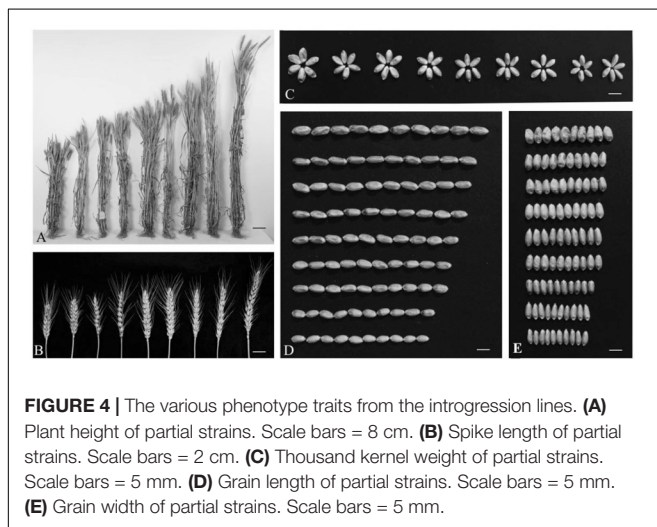 A
B
C
D
E
FIGURE 4 | The various phenotype traits from the introgression lines. (A)
Plant height of partial strains. Scale bars = 8 cm. (B) Spike length of partial
strains. Scale bars = 2 cm. (C) Thousand kernel weight of partial strains.
Scale bars = 5 mm. (D) Grain length of partial strains. Scale bars = 5 mm.
(E) Grain width of partial strains. Scale bars = 5 mm.